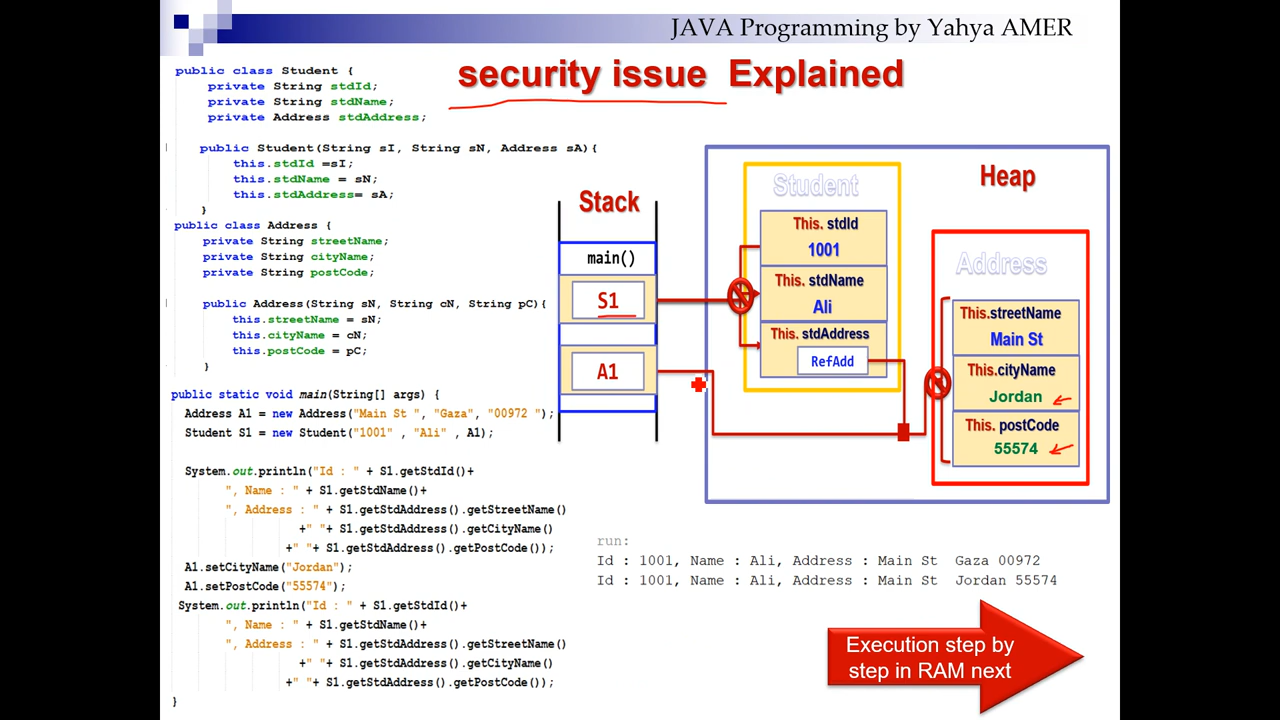 JAVA Programming by Yahya AMER
security issue Explained
public class Student {
private String stdId;
private String stdName;
private Address stdAddress;
public Student(String sI, String sN, Address sA){
this.stdId =sI;
this.stdName = sN;
this.stdAddress= sA;
}
public class Address {
private String streetName;
private String cityName;
private String postCode;
public Address(String sN, String cN, String pC){
this.streetName = sN;
this.cityName = cN;
this.postCode = pC;
}
public static void main(String[] args) {
Address A1 = new Address("Main St ", "Gaza", "00972 ");
Student S1 = new Student("1001" , "Ali" , A1);
System.out.println("Id : " + S1.getStdId()+
", Name : " + S1.getStdName()+
", Address : " + S1.getStdAddress().getStreetName()
+" "+ S1.getStdAddress().getCityName()
+" "+ S1.getStdAddress().getPostCode());
A1.setCityName("Jordan");
A1.setPostCode("55574");
System.out.println("Id : " + S1.getStdId()+
", Name : " + S1.getStdName()+
", Address : " + S1.getStdAddress().getStreetName()
+" "+ S1.getStdAddress().getCityName()
+" "+ S1.getStdAddress().getPostCode());
}
Stack
main()
S1
A1
Heap
Student
This. stdId
1001
This. stdName
Ali
This. stdAddress
RefAdd
Address
This.streetName
Main St
This.cityName
Jordan
This. postCode
55574
run:
Id : 1001, Name : Ali, Address : Main St  Gaza 00972
Id : 1001, Name : Ali, Address : Main St  Jordan 55574
Execution step by
step in RAM next